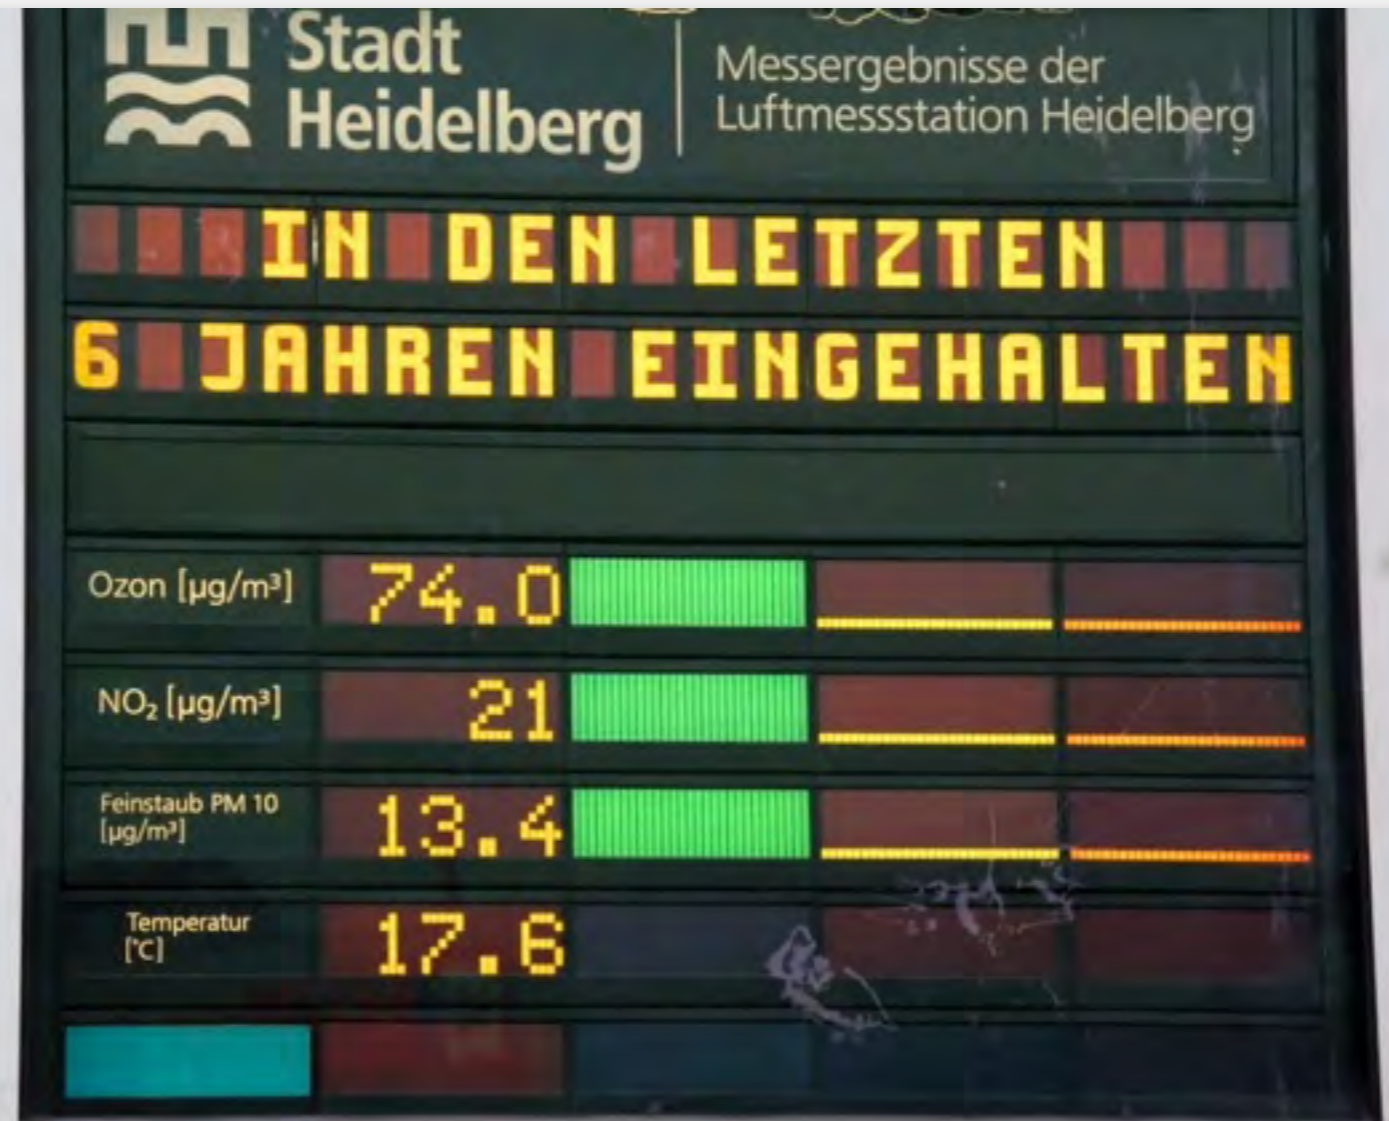 Stadt
Heidelberg
Messergebnisse der
Luftmessstation Heidelberg
IN DEN LETZTEN
6 JAHREN EINGEHALTEN
Ozon [µg/m³] 74.0
NO₂ [µg/m³] 21
Feinstaub PM 10
[µg/m³] 13.4
Temperatur
[°C] 17.6